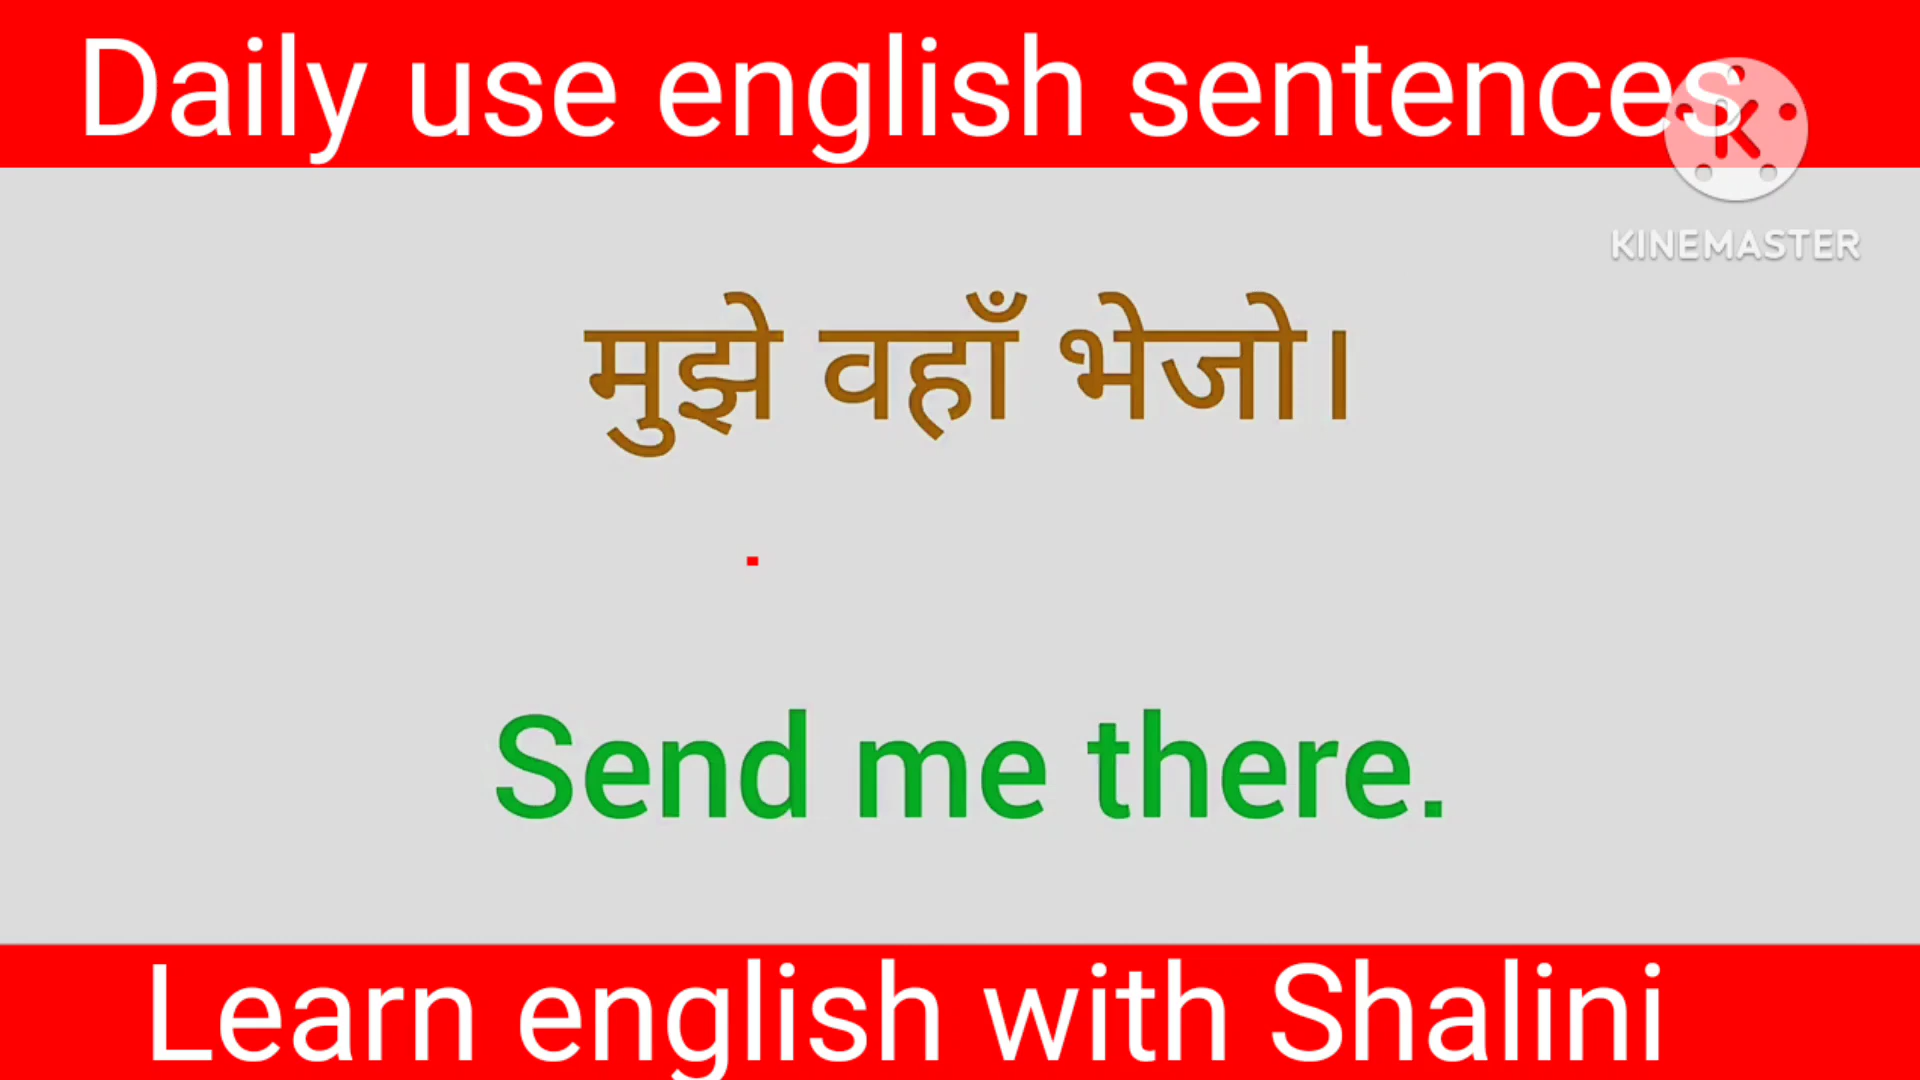 Daily use english sentences
K
KINEMASTER
मुझे वहाँ भेजो।
Send me there.
Learn english with Shalini